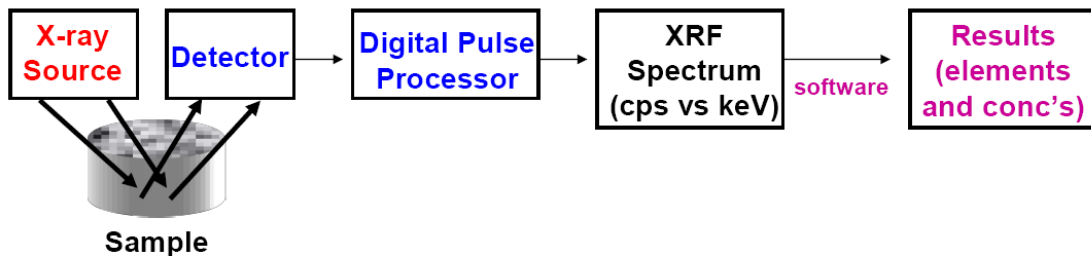 X-ray
Source
Detector
Digital Pulse
Processor
XRF
Spectrum
(cps vs keV)
software
Results
(elements
and conc's)
Sample